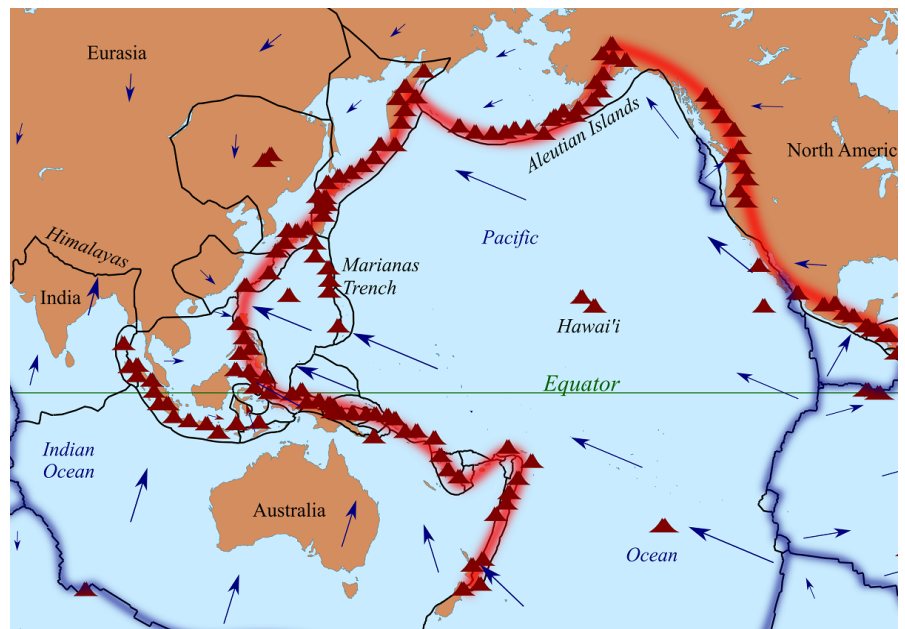 Eurasia
Aleutian Islands
North Americ
Himalayas
Pacific
Marianas
Trench
India
Hawai'i
Equator
Indian
Ocean
Australia
Ocean